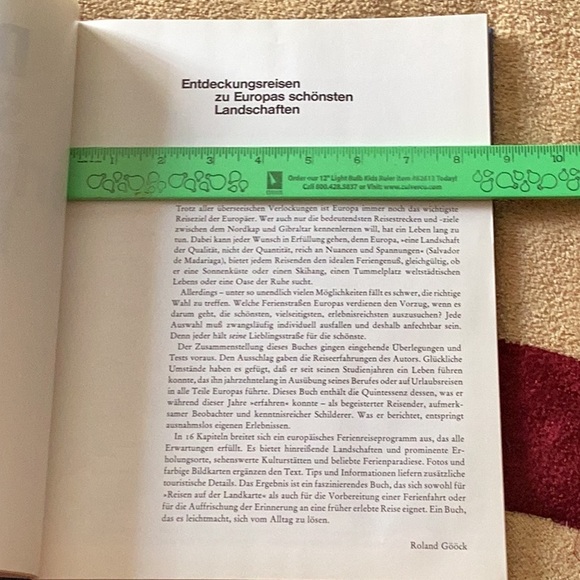 Entdeckungsreisen
zu Europas schönsten
Landschaften
1 2 3 4 5 6 7 8 9 10
Order our 12" Light Bulb Kids Ruler Item #K2613 Today!
Call 800.428.5837 or Visit:
Trotz aller überseeischen Verlockungen ist Europa immer noch das wichtigste
Reiseziel der Europäer. Wer auch nur die bedeutendsten Reisestrecken und -ziele
zwischen dem Nordkap und Gibraltar kennenlernen will, hat ein Leben lang zu
tun. Dabei kann jeder Wunsch in Erfüllung gehen, denn Europa, »eine Landschaft
der Qualität, nicht der Quantität, reich an Nuancen und Spannungen« (Salvador
de Madariaga), bietet jedem Reisenden den idealen Feriengenuß, gleichgültig, ob
er eine Sonnenküste oder einen Skihang, einen Tummelplatz weltstädtischen
Lebens oder eine Oase der Ruhe sucht.
Allerdings – unter so unendlich vielen Möglichkeiten fällt es schwer, die richtige
Wahl zu treffen. Welche Ferienstraßen Europas verdienen den Vorzug, wenn es
darum geht, die schönsten, vielseitigsten, erlebnisreichsten auszusuchen? Jede
Auswahl muß zwangsläufig individuell ausfallen und deshalb anfechtbar sein.
Denn jeder hält seine Lieblingsstraße für die schönste.
Der Zusammenstellung dieses Buches gingen eingehende Überlegungen und
Tests voraus. Den Ausschlag gaben die Reiseerfahrungen des Autors. Glückliche
Umstände haben es gefügt, daß er seit seinen Studienjahren ein Leben führen
konnte, das ihn jahrzehntelang in Ausübung seines Berufes oder auf Urlaubsreisen
in alle Teile Europas führte. Dieses Buch enthält die Quintessenz dessen, was er
während dieser Jahre »erfahren« konnte – als begeisterter Reisender, aufmerk-
samer Beobachter und kenntnisreicher Schilderer. Was er berichtet, entspringt
ausnahmslos eigenen Erlebnissen.
In 16 Kapiteln breitet sich ein europäisches Ferienreiseprogramm aus, das alle
Erwartungen erfüllt. Es bietet hinreißende Landschaften und prominente Er-
holungsorte, sehenswerte Kulturstätten und beliebte Ferienparadiese. Fotos und
farbige Bildkarten ergänzen den Text. Tips und Informationen liefern zusätzliche
touristische Details. Das Ergebnis ist ein faszinierendes Buch, das sich sowohl für
»Reisen auf der Landkarte« als auch für die Vorbereitung einer Ferienfahrt oder
für die Auffrischung der Erinnerung an eine früher erlebte Reise eignet. Ein Buch,
das es leichtmacht, sich vom Alltag zu lösen.
Roland Gööck